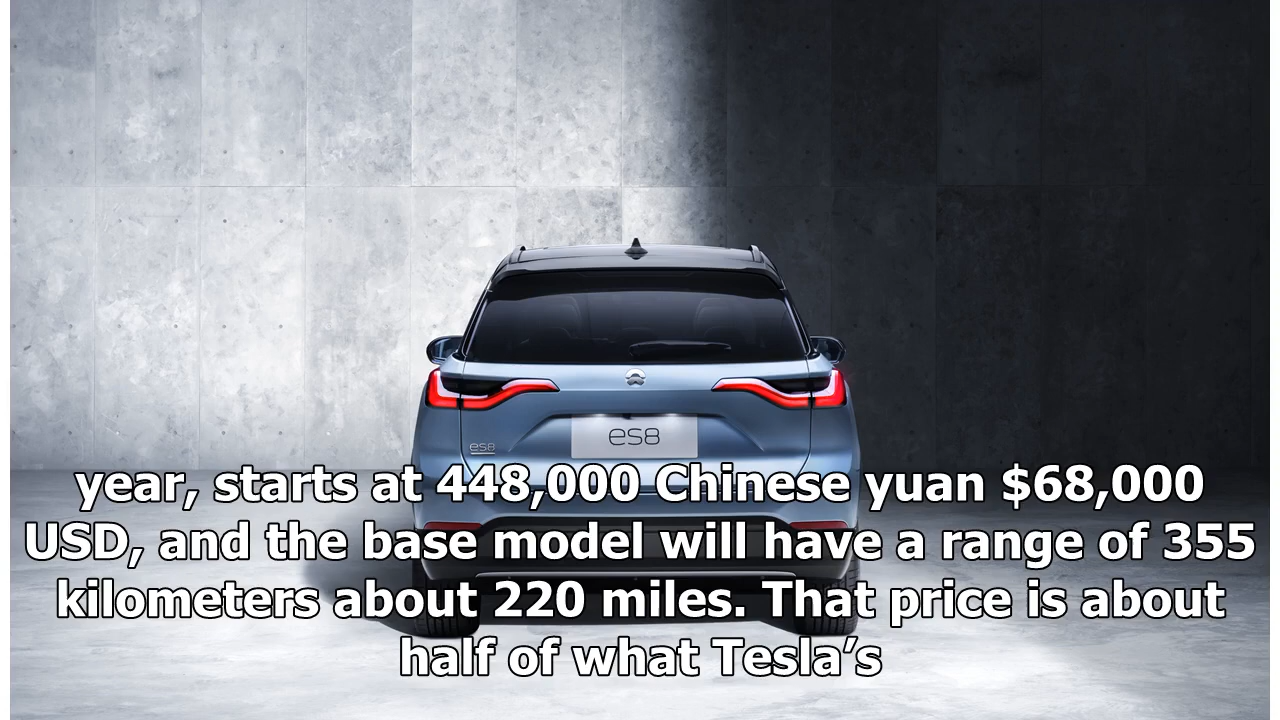 es8
es8
year, starts at 448,000 Chinese yuan $68,000
USD, and the base model will have a range of 355
kilometers about 220 miles. That price is about
half of what Tesla’s